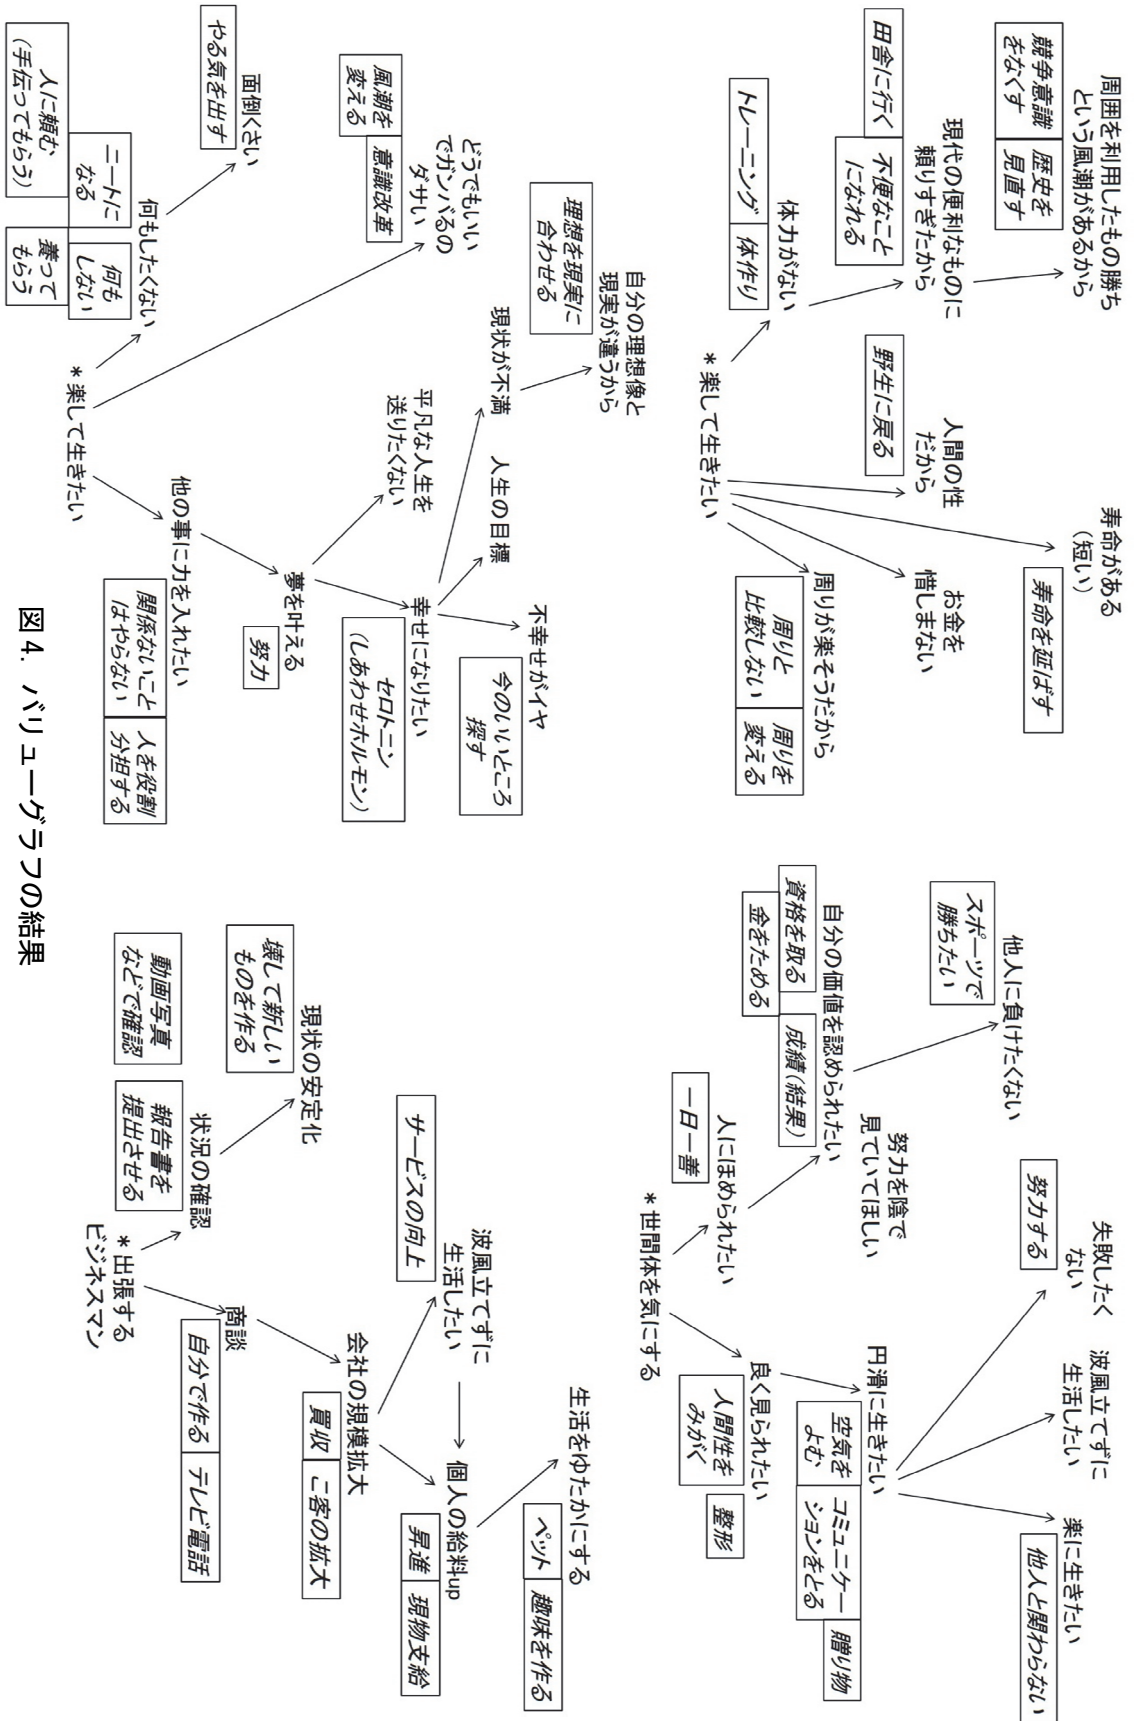 周囲を利用したもの勝ち
という風潮があるから
競争意識
をなくす
歴史を
見直す
寿命がある
(短い)
寿命を延ばす
現代の便利なものに
頼りすぎたから
田舎に行く
不便なこと
になれる
人間の性
だから
野生に戻る
お金を
惜しまない
体力がない
トレーニング
体作り
周りが楽そうだから
周りと
比較しない
周りを
変える
*楽して生きたい
他人に負けたくない
スポーツで
勝ちたい
失敗したく
ない
努力する
波風立てずに
生活したい
楽に生きたい
他人と関わらない
努力を陰で
見ていてほしい
円滑に生きたい
空気を
よむ
コミュニケー
ションをとる
贈り物
自分の価値を認められたい
資格を取る
成績(結果)
金をためる
人にほめられたい
一日一善
良く見られたい
人間性を
みがく
整形
*世間体を気にする
自分の理想像と
現実が違うから
理想を現実に
合わせる
不幸せがイヤ
今のいいところ
探す
現状が不満
人生の目標
どうでもいい
でガンバるの
ダサい
風潮を
変える
意識改革
平凡な人生を
送りたくない
幸せになりたい
セロトニン
(しあわせホルモン)
夢を叶える
努力
面倒くさい
やる気を出す
何もしたくない
ニートに
なる
何も
しない
人に頼む
(手伝ってもらう)
養って
もらう
他の事に力を入れたい
関係ないこと
はやらない
人を役割
分担する
*楽して生きたい
生活をゆたかにする
ペット
趣味を作る
波風立てずに
生活したい
サービスの向上
個人の給料up
昇進
現物支給
会社の規模拡大
買収
こ客の拡大
現状の安定化
壊して新しい
ものを作る
商談
自分で作る
テレビ電話
状況の確認
動画写真
などで確認
報告書を
提出させる
*出張する
ビジネスマン
図4. バリューグラフの結果